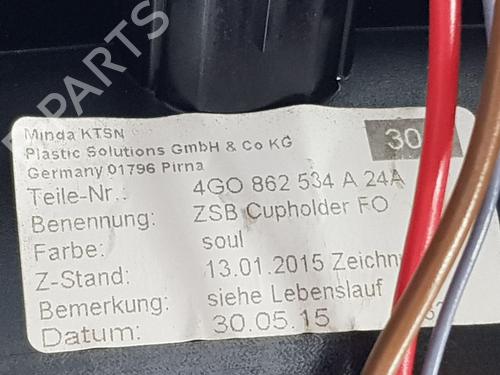 Minda KTSN
Plastic Solutions GmbH & Co KG
Germany 01796 Pirna
30
Teile-Nr.: 4GO 862 534 A 24A
Benennung: ZSB Cupholder FO
Farbe: soul
Z-Stand: 13.01.2015
Bemerkung: siehe Lebenslauf
Datum: 30.05.15
PARTS